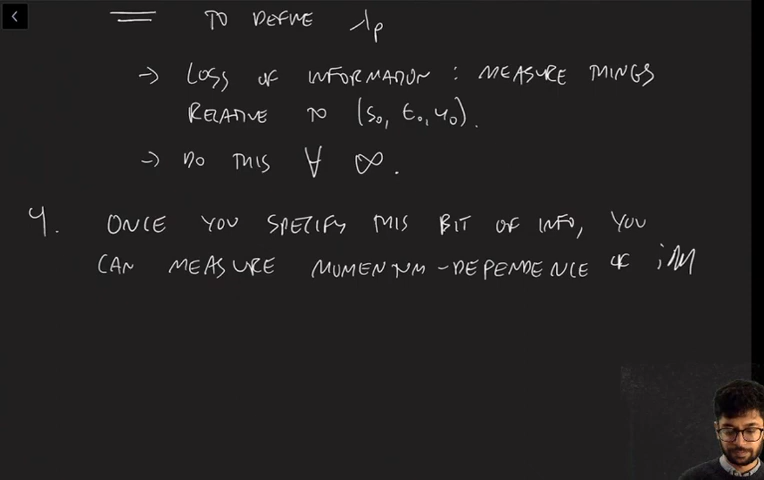 TO DEFINE λp
→ LOSS OF INFORMATION : MEASURE THINGS
RELATIVE TO (s₀, t₀, u₀).
→ DO THIS ∀ ∞.
4. ONCE YOU SPECIFY THIS BIT OF INFO, YOU
CAN MEASURE MOMENTUM-DEPENDENCE OF iM